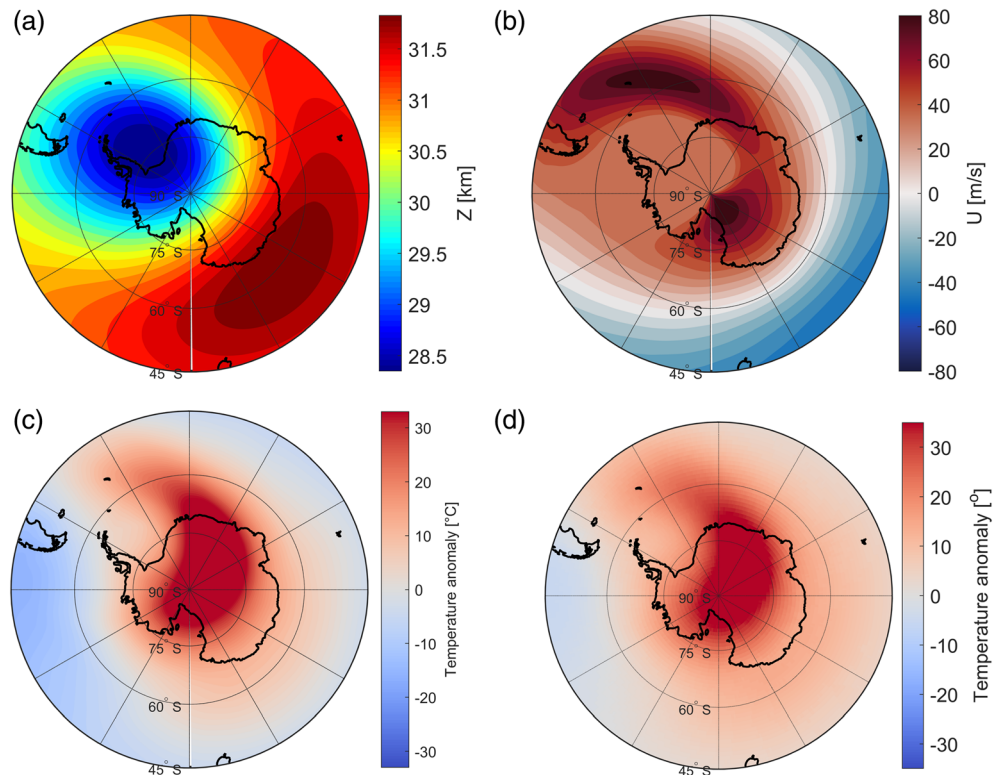 (a)
31.5
31
30.5
30
29.5
29
28.5
Z [km]
90° S
75° S
60° S
45° S
(b)
80
60
40
20
0
-20
-40
-60
-80
U [m/s]
90° S
75° S
60° S
45° S
(c)
30
20
10
0
-10
-20
-30
Temperature anomaly [°C]
90° S
75° S
60° S
45° S
(d)
30
20
10
0
-10
-20
-30
Temperature anomaly [°]
90° S
75° S
60° S
45° S